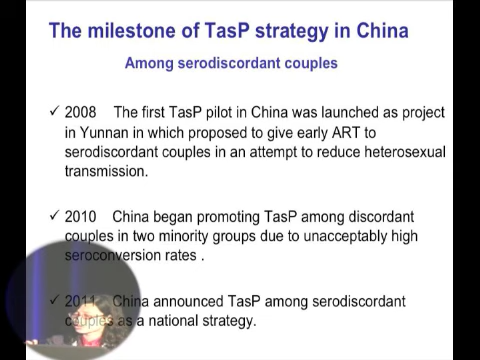 The milestone of TasP strategy in China
Among serodiscordant couples
✓ 2008 The first TasP pilot in China was launched as project
in Yunnan in which proposed to give early ART to
serodiscordant couples in an attempt to reduce heterosexual
transmission.
✓ 2010 China began promoting TasP among discordant
couples in two minority groups due to unacceptably high
seroconversion rates .
✓ 2011 China announced TasP among serodiscordant
couples as a national strategy.